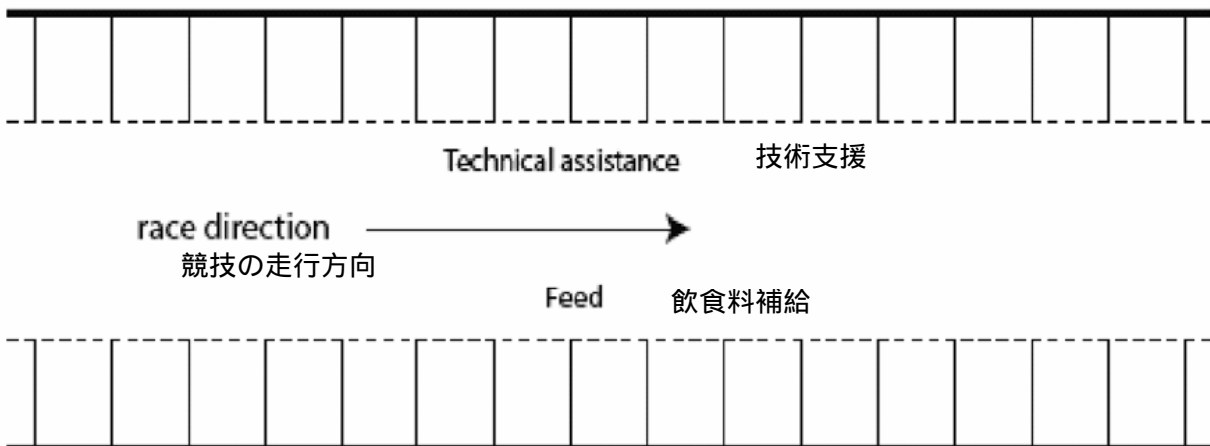 Technical assistance 技術支援
race direction
競技の走行方向
Feed 飲食料補給